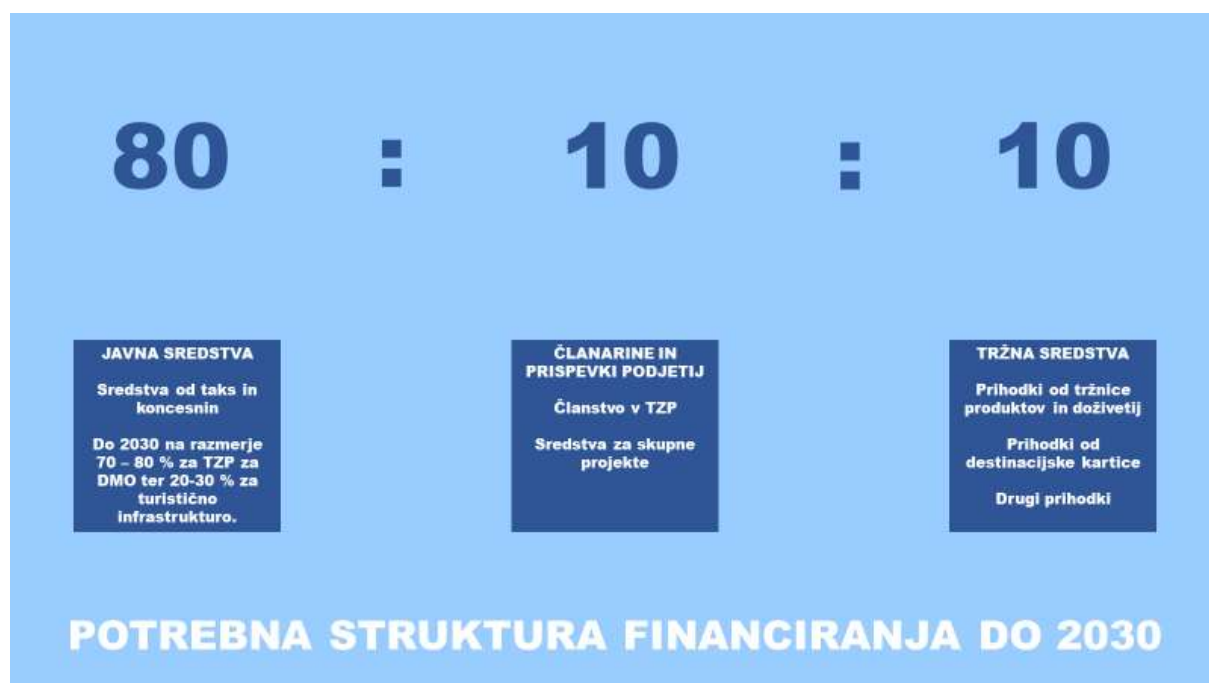 80 : 10 : 10
JAVNA SREDSTVA
Sredstva od taks in
koncesnin
Do 2030 na razmerje
70 – 80 % za TZP za
DMO ter 20-30 % za
turistično
infrastrukturo.
ČLANARINE IN
PRISPEVKI PODJETIJ
Članstvo v TZP
Sredstva za skupne
projekte
TRŽNA SREDSTVA
Prihodki od tržnice
produktov in doživetij
Prihodki od
destinacijske kartice
Drugi prihodki
POTREBNA STRUKTURA FINANCIRANJA DO 2030